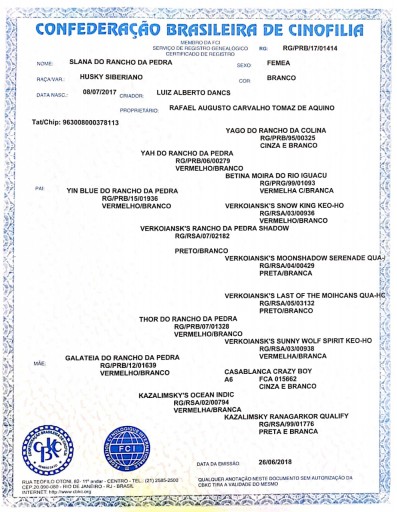 CONFEDERAÇÃO BRASILEIRA DE CINOFILIA
MEMBRO DA FCI
SERVIÇO DE REGISTRO GENEALÓGICO
CERTIFICADO DE REGISTRO
RG: RG/PRB/17/01414
NOME: SLANA DO RANCHO DA PEDRA SEXO: FEMEA
RAÇA/VAR.: HUSKY SIBERIANO COR: BRANCO
DATA NASC.: 08/07/2017 CRIADOR: LUIZ ALBERTO DANCS
PROPRIETÁRIO: RAFAEL AUGUSTO CARVALHO TOMAZ DE AQUINO
Tat/Chip: 963008000378113
YAGO DO RANCHO DA COLINA
RG/PRB/95/00325
CINZA E BRANCO
YAH DO RANCHO DA PEDRA
RG/PRB/06/00279
VERMELHO/BRANCO
BETINA MOIRA DO RIO IGUACU
RG/PRG/99/01093
VERMELHA C/BRANCA
PAI: YIN BLUE DO RANCHO DA PEDRA
RG/PRB/15/01936
VERMELHO/BRANCO
VERKOIANSK'S SNOW KING KEO-HO
RG/RSA/03/00936
VERMELHO/BRANCO
VERKOIANSK'S RANCHO DA PEDRA SHADOW
RG/RSA/07/02182
PRETO/BRANCO
VERKOIANSK'S MOONSHADOW SERENADE QUA-H
RG/RSA/04/00429
PRETA/BRANCA
VERKOIANSK'S LAST OF THE MOIHCANS QUA-HO
RG/RSA/05/03132
PRETO/BRANCO
THOR DO RANCHO DA PEDRA
RG/PRB/07/01328
VERMELHO/BRANCO
VERKOIANSK'S SUNNY WOLF SPIRIT KEO-HO
RG/RSA/03/00938
VERMELHO/BRANCA
MÃE: GALATEIA DO RANCHO DA PEDRA
RG/PRB/12/01639
VERMELHO/BRANCO
CASABLANCA CRAZY BOY
A6 FCA 015662
CINZA E BRANCO
KAZALIMSKY'S OCEAN INDIC
RG/RSA/02/00794
VERMELHA/BRANCA
KAZALIMSKY RANAGARKOR QUALIFY
RG/RSA/99/01776
PRETA E BRANCA
CBKC
FCI
DATA DA EMISSÃO: 26/06/2018
RUA TEOFILO OTONI, 82- 11º andar - CENTRO - TEL. (21) 2585-2502
CEP 20.090-080 - RIO DE JANEIRO - RJ - BRASIL
INTERNET: http://www.cbkc.org
QUALQUER ANOTAÇÃO NESTE DOCUMENTO SEM AUTORIZAÇÃO DA
CBKC TIRA A VALIDADE DO MESMO